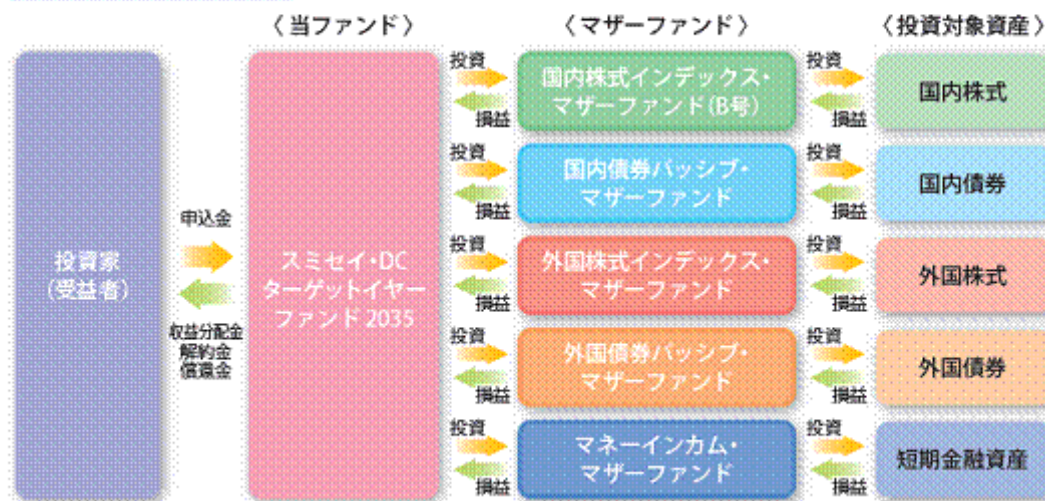 〈 当ファンド 〉
〈 マザーファンド 〉
〈 投資対象資産 〉
投資家
(受益者)
申込金
収益分配金
解約金
償還金
スミセイ・DC
ターゲットイヤー
ファンド 2035
投資
損益
国内株式インデックス・
マザーファンド(B号)
投資
損益
国内株式
投資
損益
国内債券パッシブ・
マザーファンド
投資
損益
国内債券
投資
損益
外国株式インデックス・
マザーファンド
投資
損益
外国株式
投資
損益
外国債券パッシブ・
マザーファンド
投資
損益
外国債券
投資
損益
マネーインカム・
マザーファンド
投資
損益
短期金融資産